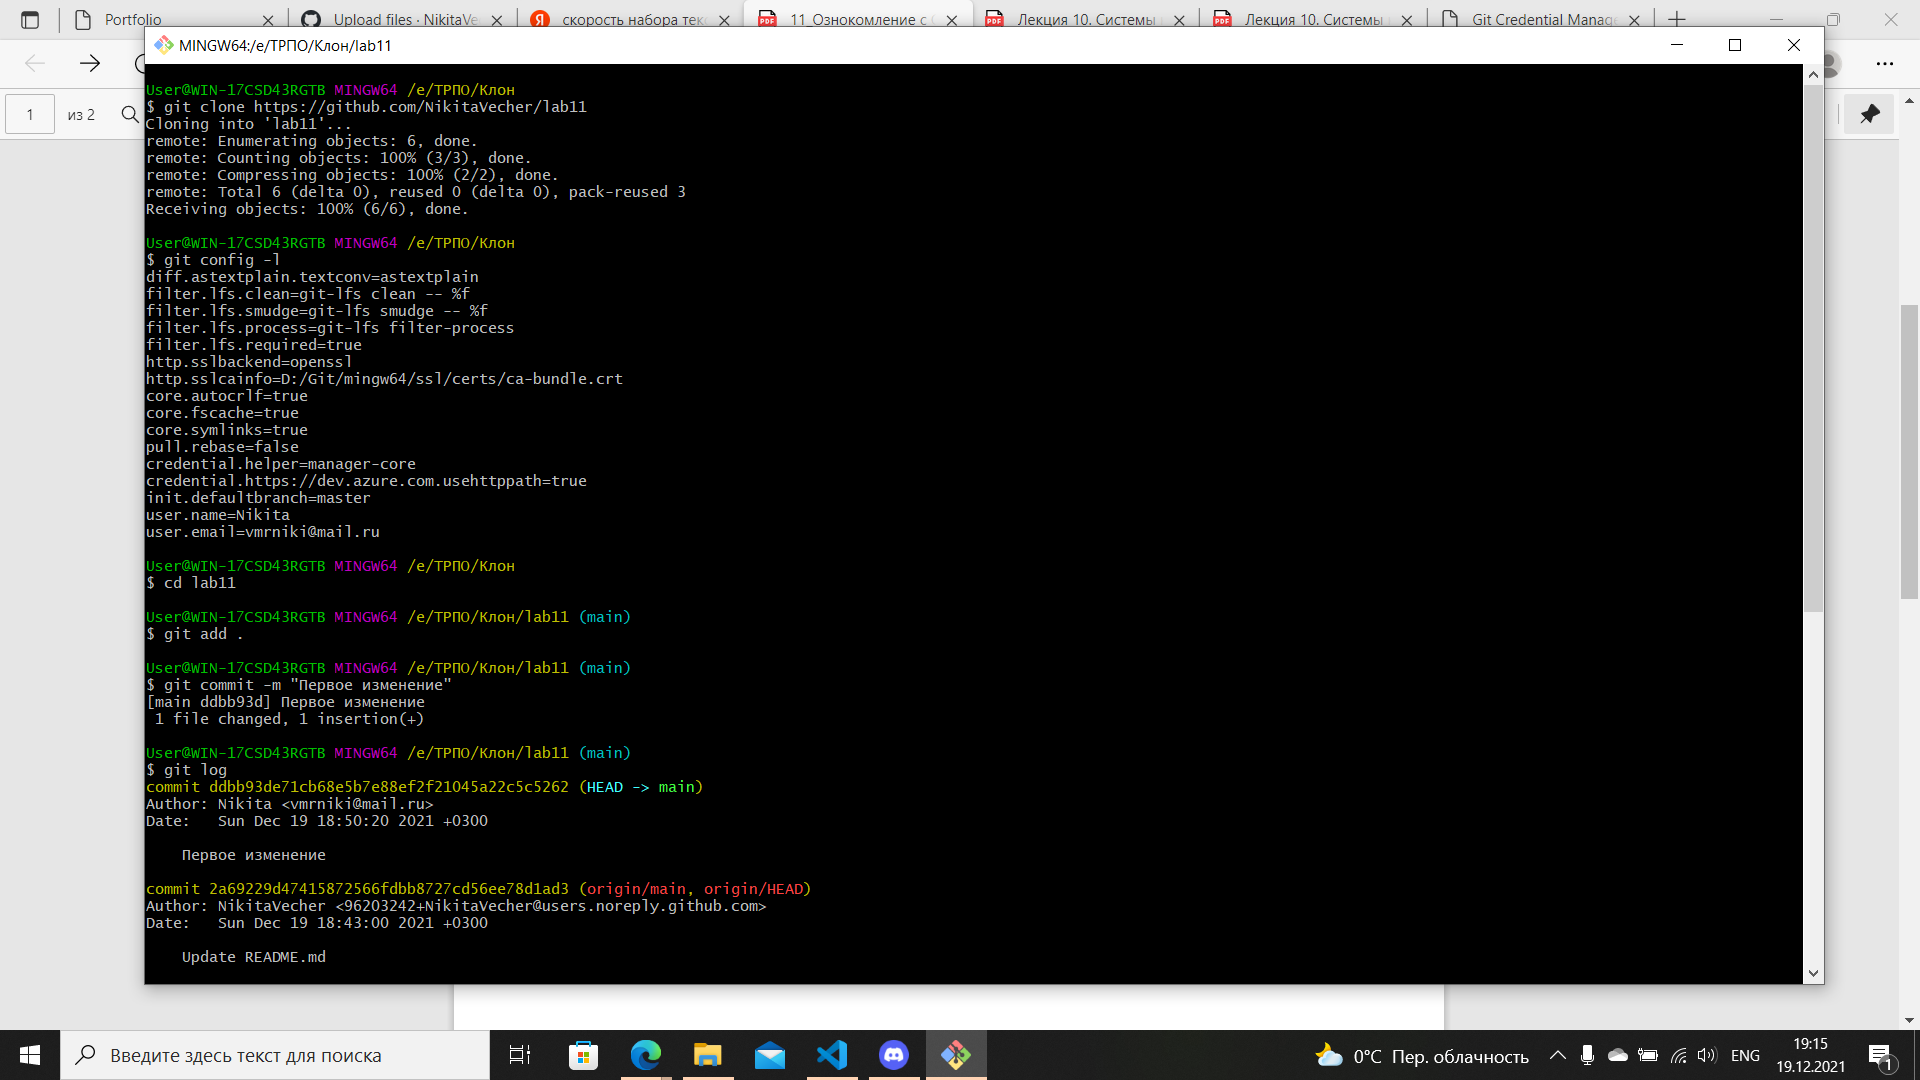 Portfolio
Upload files · NikitaVe
скорость набора тек
11_Ознокомление с
Лекция 10. Системы
Лекция 10. Системы
Git Credential Manag
MINGW64:/e/ТРПО/Клон/lab11
1
из 2
User@WIN-17CSD43RGTB MINGW64 /e/ТРПО/Клон
$ git clone https://github.com/NikitaVecher/lab11
Cloning into 'lab11'...
remote: Enumerating objects: 6, done.
remote: Counting objects: 100% (3/3), done.
remote: Compressing objects: 100% (2/2), done.
remote: Total 6 (delta 0), reused 0 (delta 0), pack-reused 3
Receiving objects: 100% (6/6), done.
User@WIN-17CSD43RGTB MINGW64 /e/ТРПО/Клон
$ git config -l
diff.astextplain.textconv=astextplain
filter.lfs.clean=git-lfs clean -- %f
filter.lfs.smudge=git-lfs smudge -- %f
filter.lfs.process=git-lfs filter-process
filter.lfs.required=true
http.sslbackend=openssl
http.sslcainfo=D:/Git/mingw64/ssl/certs/ca-bundle.crt
core.autocrlf=true
core.fscache=true
core.symlinks=true
pull.rebase=false
credential.helper=manager-core
credential.https://dev.azure.com.usehttppath=true
init.defaultbranch=master
user.name=Nikita
user.email=vmrniki@mail.ru
User@WIN-17CSD43RGTB MINGW64 /e/ТРПО/Клон
$ cd lab11
User@WIN-17CSD43RGTB MINGW64 /e/ТРПО/Клон/lab11 (main)
$ git add .
User@WIN-17CSD43RGTB MINGW64 /e/ТРПО/Клон/lab11 (main)
$ git commit -m "Первое изменение"
[main ddbb93d] Первое изменение
1 file changed, 1 insertion(+)
User@WIN-17CSD43RGTB MINGW64 /e/ТРПО/Клон/lab11 (main)
$ git log
commit ddbb93de71cb68e5b7e88ef2f21045a22c5c5262 (HEAD -> main)
Author: Nikita <vmrniki@mail.ru>
Date:   Sun Dec 19 18:50:20 2021 +0300
Первое изменение
commit 2a69229d47415872566fdbb8727cd56ee78d1ad3 (origin/main, origin/HEAD)
Author: NikitaVecher <96203242+NikitaVecher@users.noreply.github.com>
Date:   Sun Dec 19 18:43:00 2021 +0300
Update README.md
Введите здесь текст для поиска
0°C Пер. облачность
ENG
19:15
19.12.2021
1